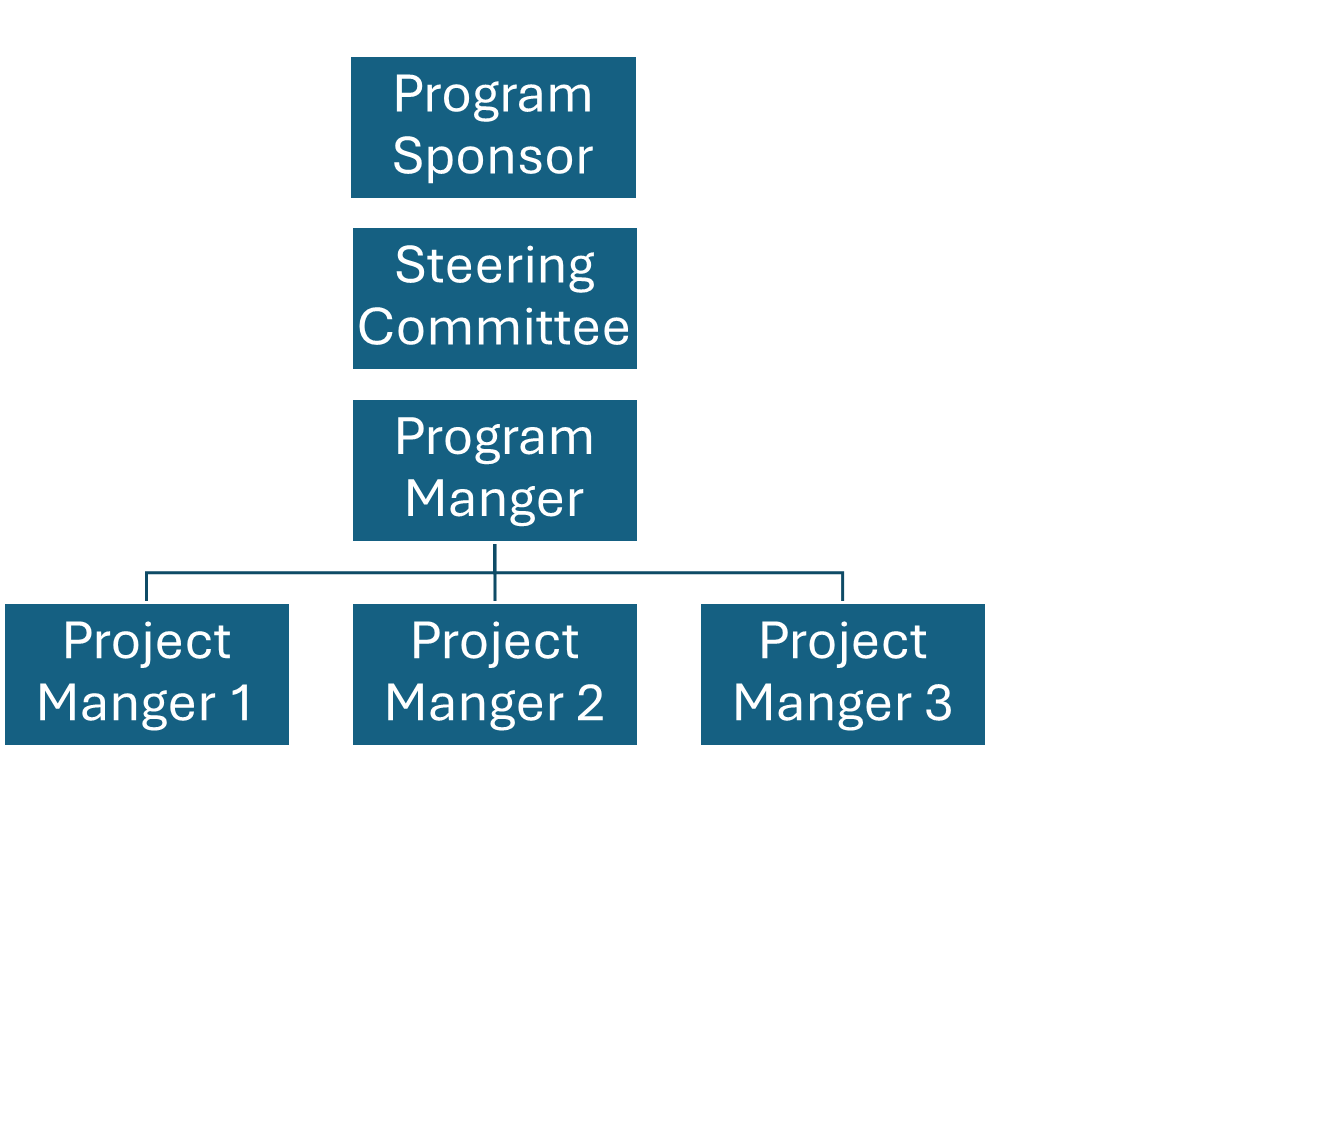 Program
Sponsor
Steering
Committee
Program
Manger
Project
Manger 1
Project
Manger 2
Project
Manger 3